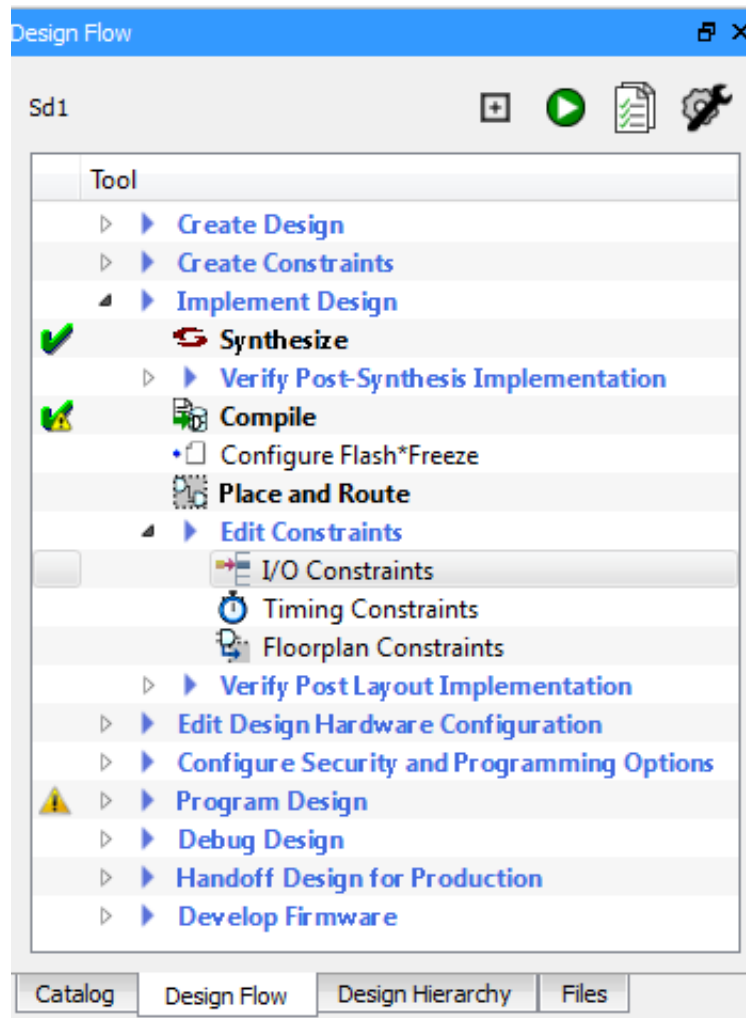 Design Flow
Sd1
Tool
Create Design
Create Constraints
Implement Design
Synthesize
Verify Post-Synthesis Implementation
Compile
Configure Flash*Freeze
Place and Route
Edit Constraints
I/O Constraints
Timing Constraints
Floorplan Constraints
Verify Post Layout Implementation
Edit Design Hardware Configuration
Configure Security and Programming Options
Program Design
Debug Design
Handoff Design for Production
Develop Firmware
Catalog Design Flow Design Hierarchy Files